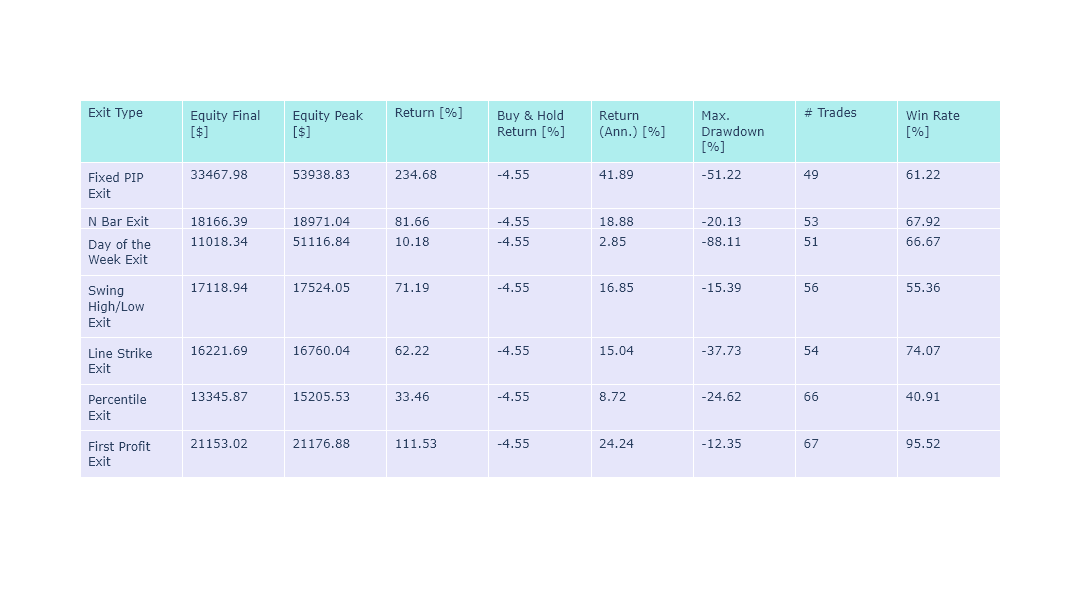 Exit Type Equity Final [$] Equity Peak [$] Return [%] Buy & Hold Return [%] Return (Ann.) [%] Max. Drawdown [%] # Trades Win Rate [%]
Fixed PIP Exit 33467.98 53938.83 234.68 -4.55 41.89 -51.22 49 61.22
N Bar Exit 18166.39 18971.04 81.66 -4.55 18.88 -20.13 53 67.92
Day of the Week Exit 11018.34 51116.84 10.18 -4.55 2.85 -88.11 51 66.67
Swing High/Low Exit 17118.94 17524.05 71.19 -4.55 16.85 -15.39 56 55.36
Line Strike Exit 16221.69 16760.04 62.22 -4.55 15.04 -37.73 54 74.07
Percentile Exit 13345.87 15205.53 33.46 -4.55 8.72 -24.62 66 40.91
First Profit Exit 21153.02 21176.88 111.53 -4.55 24.24 -12.35 67 95.52